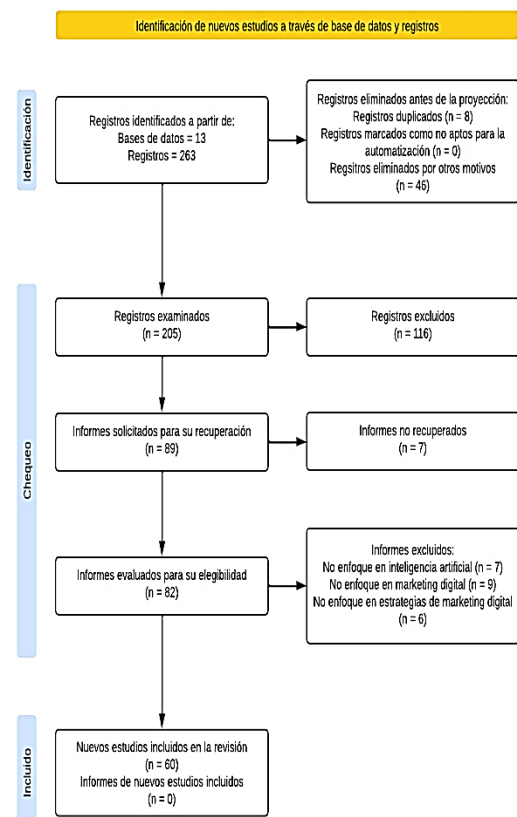 Identificación de nuevos estudios a través de base de datos y registros
Identificación
Registros identificados a partir de:
Bases de datos = 13
Registros = 263
Registros eliminados antes de la proyección:
Registros duplicados (n = 8)
Registros marcados como no aptos para la
automatización (n = 0)
Regsitros eliminados por otros motivos
(n = 46)
Chequeo
Registros examinados
(n = 205)
Registros excluidos
(n = 116)
Informes solicitados para su recuperación
(n = 89)
Informes no recuperados
(n = 7)
Informes evaluados para su elegibilidad
(n = 82)
Informes excluidos:
No enfoque en inteligencia artificial (n = 7)
No enfoque en marketing digital (n = 9)
No enfoque en estrategias de marketing digital
(n = 6)
Incluido
Nuevos estudios incluidos en la revisión
(n = 60)
Informes de nuevos estudios incluidos
(n = 0)